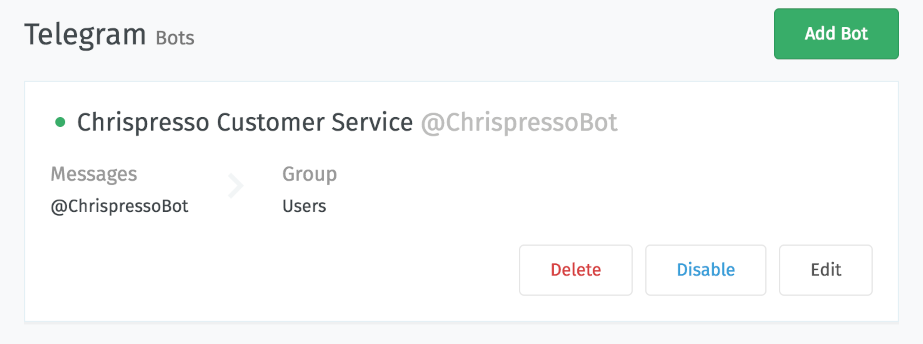 Telegram Bots
Add Bot
Chrispresso Customer Service @ChrispressoBot
Messages
Group
@ChrispressoBot
Users
Delete
Disable
Edit